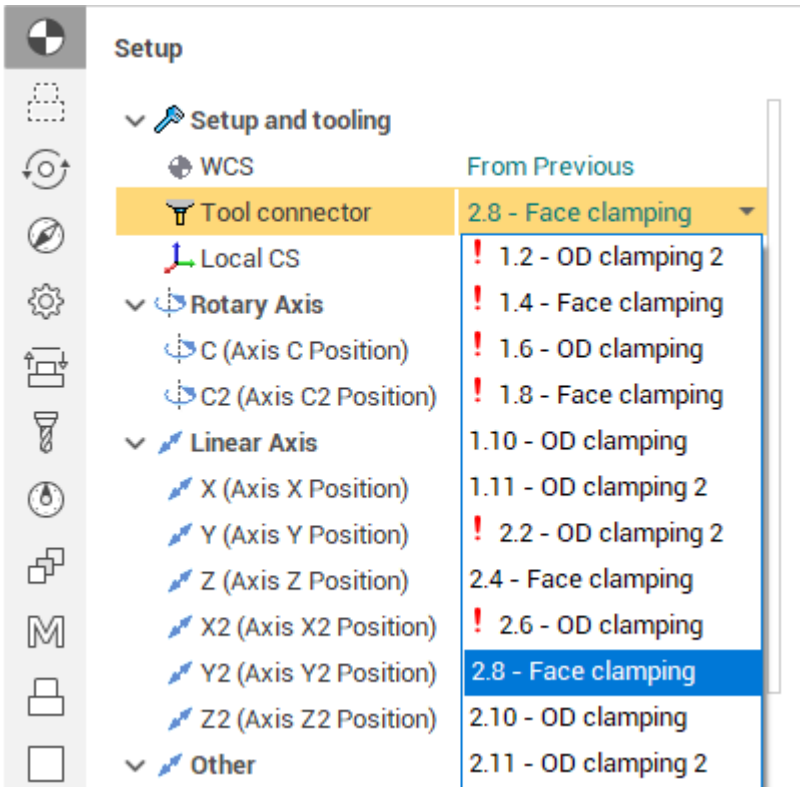 Setup
Setup and tooling
WCS From Previous
Tool connector 2.8 - Face clamping
Local CS ! 1.2 - OD clamping 2
Rotary Axis ! 1.4 - Face clamping
C (Axis C Position) ! 1.6 - OD clamping
C2 (Axis C2 Position) ! 1.8 - Face clamping
Linear Axis 1.10 - OD clamping
X (Axis X Position) 1.11 - OD clamping 2
Y (Axis Y Position) ! 2.2 - OD clamping 2
Z (Axis Z Position) 2.4 - Face clamping
X2 (Axis X2 Position) ! 2.6 - OD clamping
Y2 (Axis Y2 Position) 2.8 - Face clamping
Z2 (Axis Z2 Position) 2.10 - OD clamping
Other 2.11 - OD clamping 2